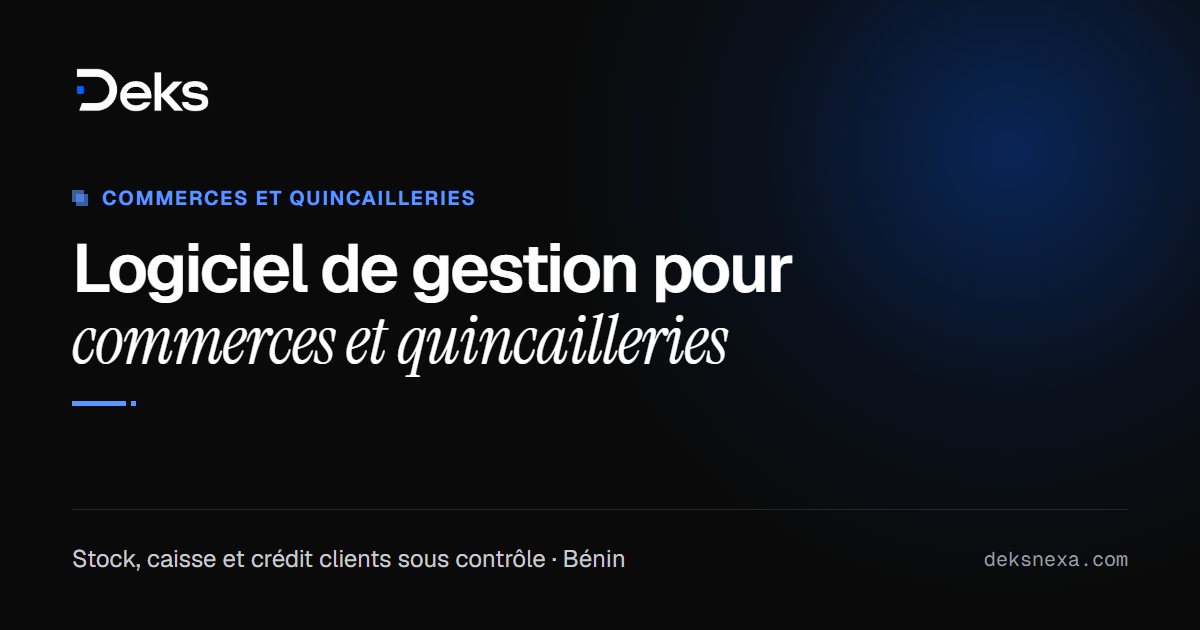 Deks
COMMERCES ET QUINCAILLERIES
Logiciel de gestion pour
commerces et quincailleries
Stock, caisse et crédit clients sous contrôle · Bénin
deksnexa.com